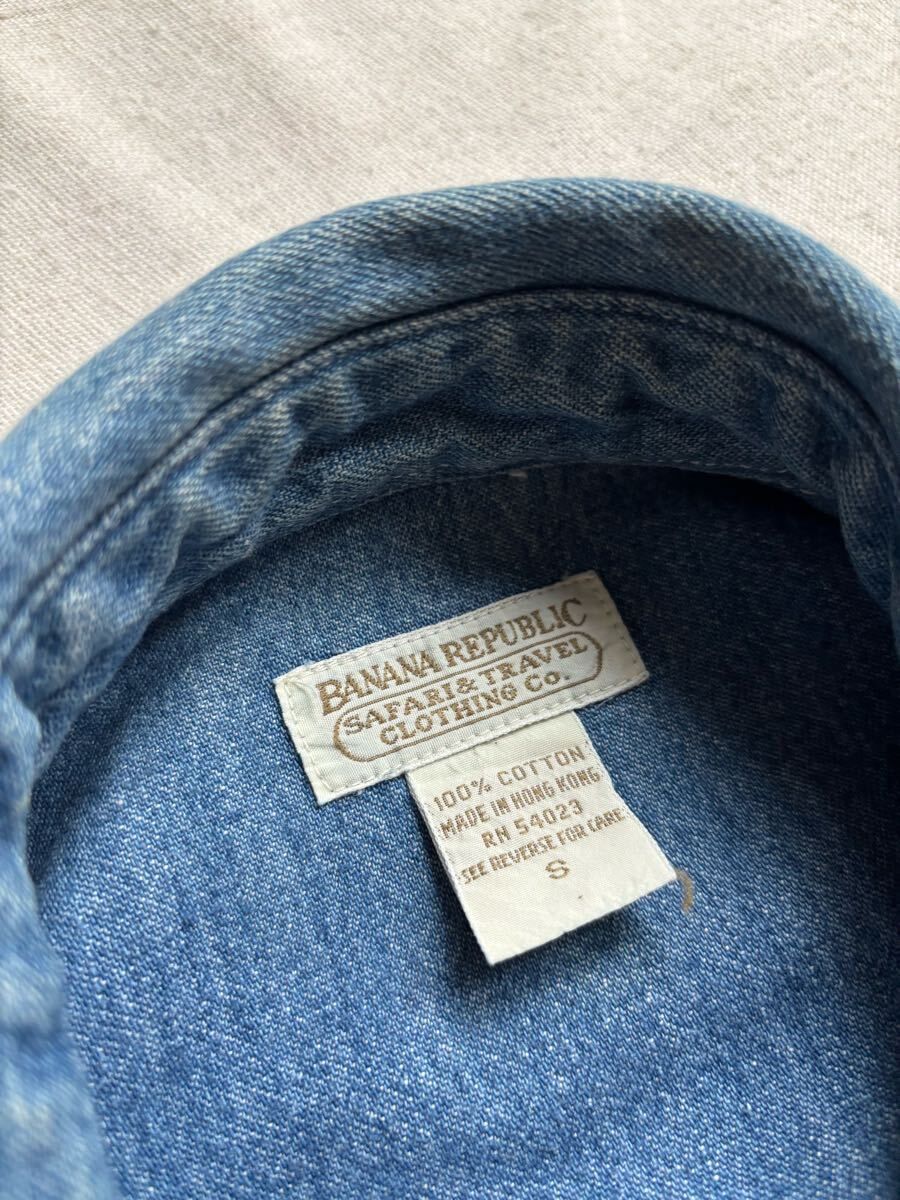 BANANA REPUBLIC
SAFARI & TRAVEL
CLOTHING Co.
100% COTTON
MADE IN HONG KONG
RN 54023
SEE REVERSE FOR CARE
S